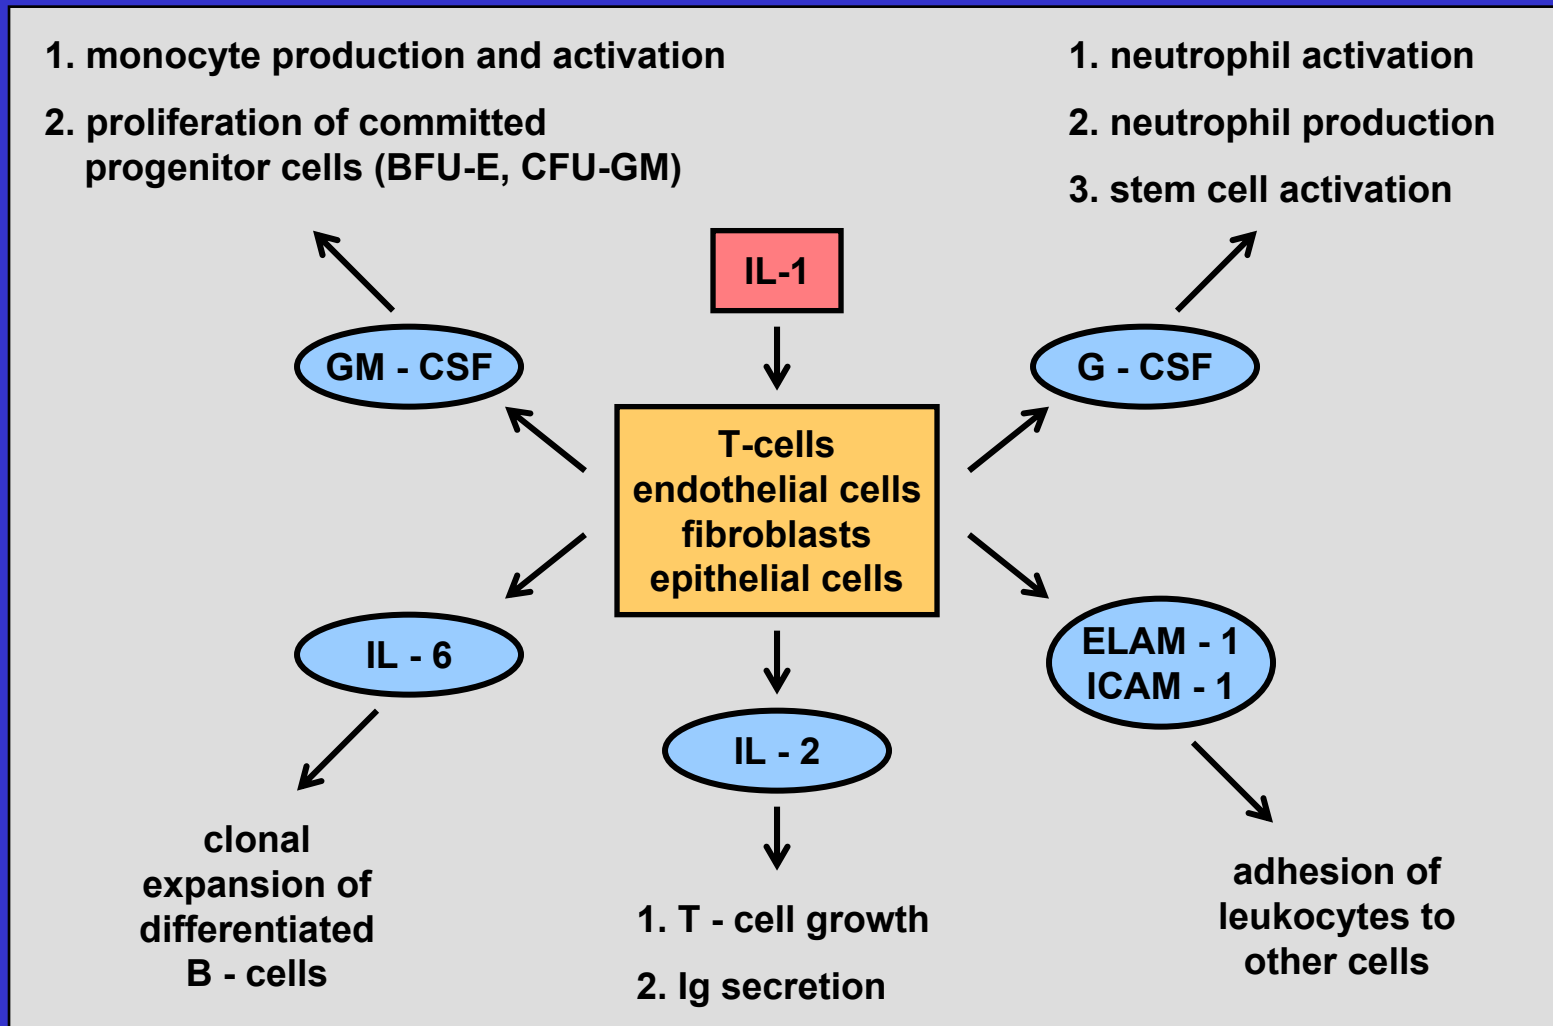 1. monocyte production and activation
2. proliferation of committed
progenitor cells (BFU-E, CFU-GM)
1. neutrophil activation
2. neutrophil production
3. stem cell activation
IL-1
GM - CSF
G - CSF
T-cells
endothelial cells
fibroblasts
epithelial cells
IL - 6
ELAM - 1
ICAM - 1
IL - 2
clonal
expansion of
differentiated
B - cells
1. T - cell growth
2. Ig secretion
adhesion of
leukocytes to
other cells